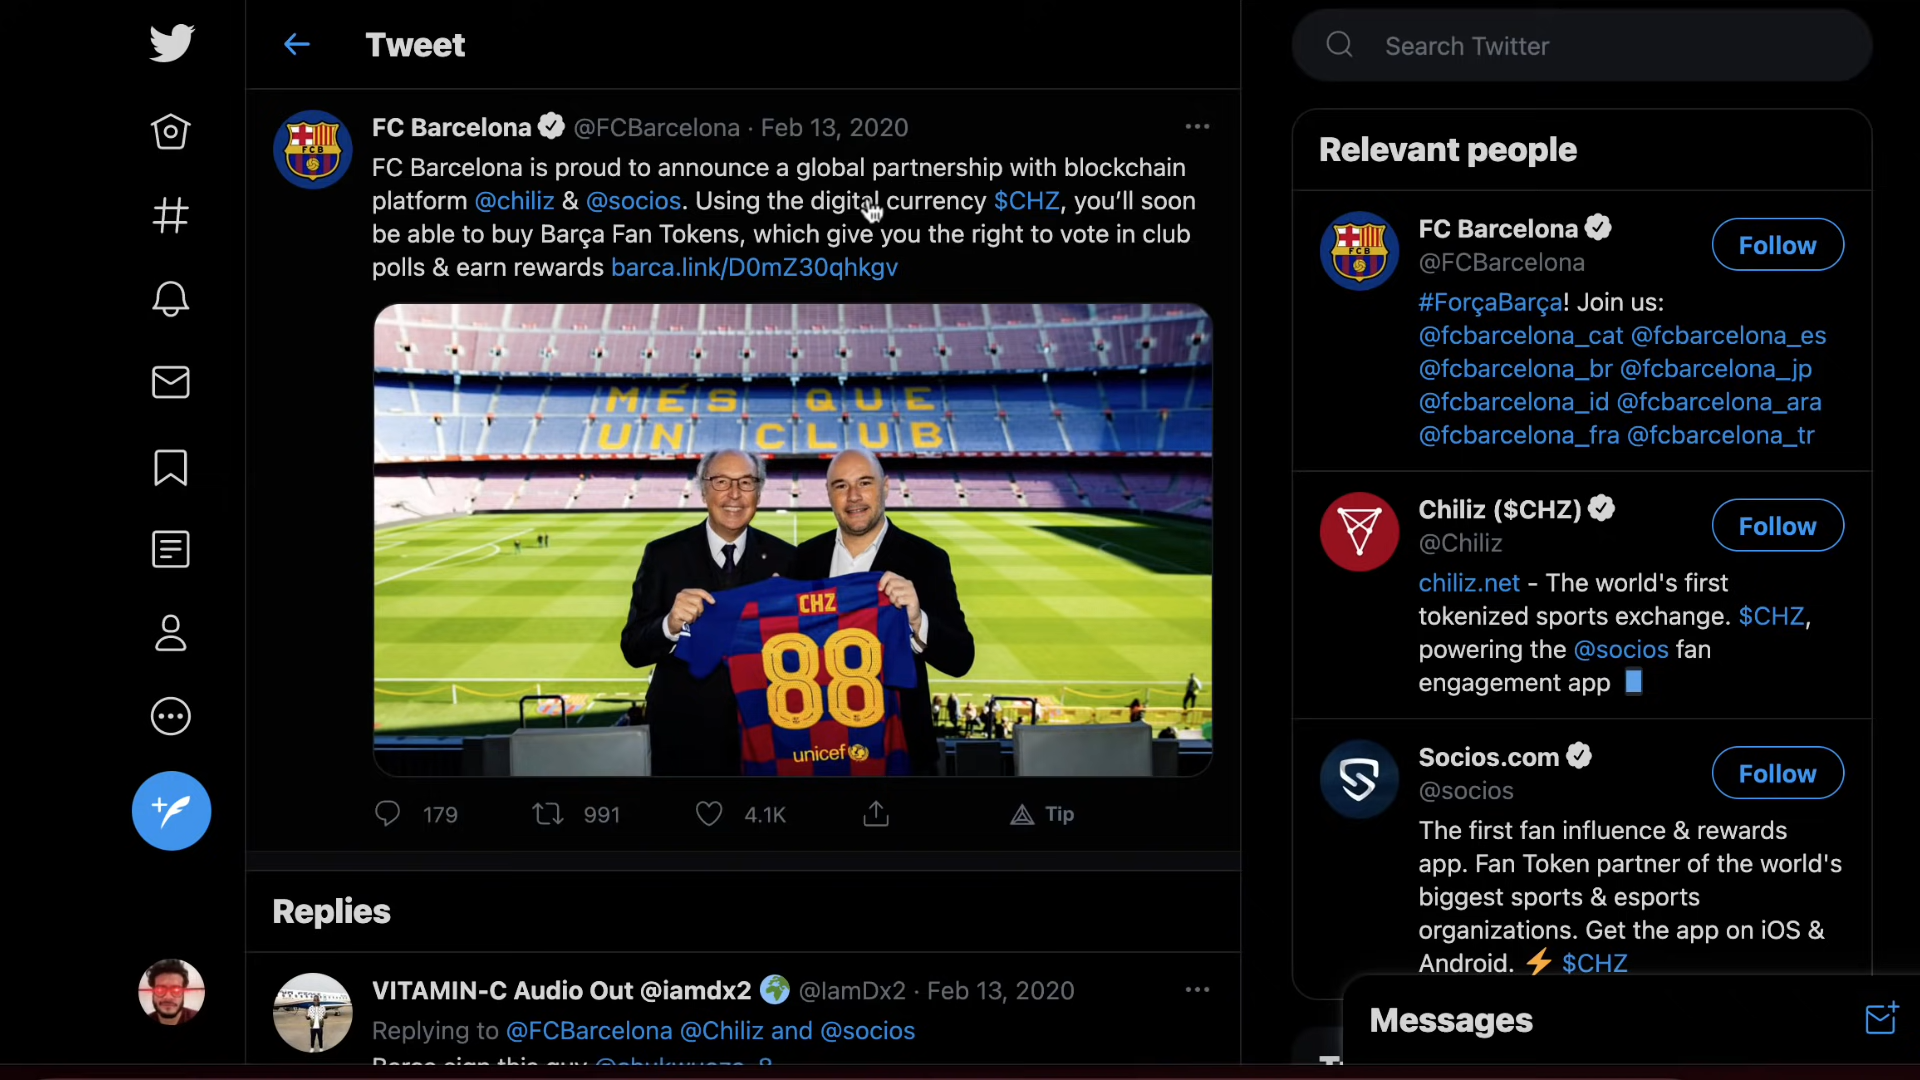 Tweet
Search Twitter
FC Barcelona @FCBarcelona · Feb 13, 2020
FC Barcelona is proud to announce a global partnership with blockchain
platform @chiliz & @socios. Using the digital currency $CHZ, you’ll soon
be able to buy Barça Fan Tokens, which give you the right to vote in club
polls & earn rewards barca.link/D0mZ30qhkgv
MÉS QUE
UN CLUB
CHZ
88
unicef
179
991
4.1K
Tip
Replies
VITAMIN-C Audio Out @iamdx2 @IamDx2 · Feb 13, 2020
Replying to @FCBarcelona @Chiliz and @socios
Relevant people
FC Barcelona
Follow
@FCBarcelona
#ForçaBarça! Join us:
@fcbarcelona_cat @fcbarcelona_es
@fcbarcelona_br @fcbarcelona_jp
@fcbarcelona_id @fcbarcelona_ara
@fcbarcelona_fra @fcbarcelona_tr
Chiliz ($CHZ)
Follow
@Chiliz
chiliz.net - The world's first
tokenized sports exchange. $CHZ,
powering the @socios fan
engagement app
Socios.com
Follow
@socios
The first fan influence & rewards
app. Fan Token partner of the world's
biggest sports & esports
organizations. Get the app on iOS &
Android. ⚡ $CHZ
Messages